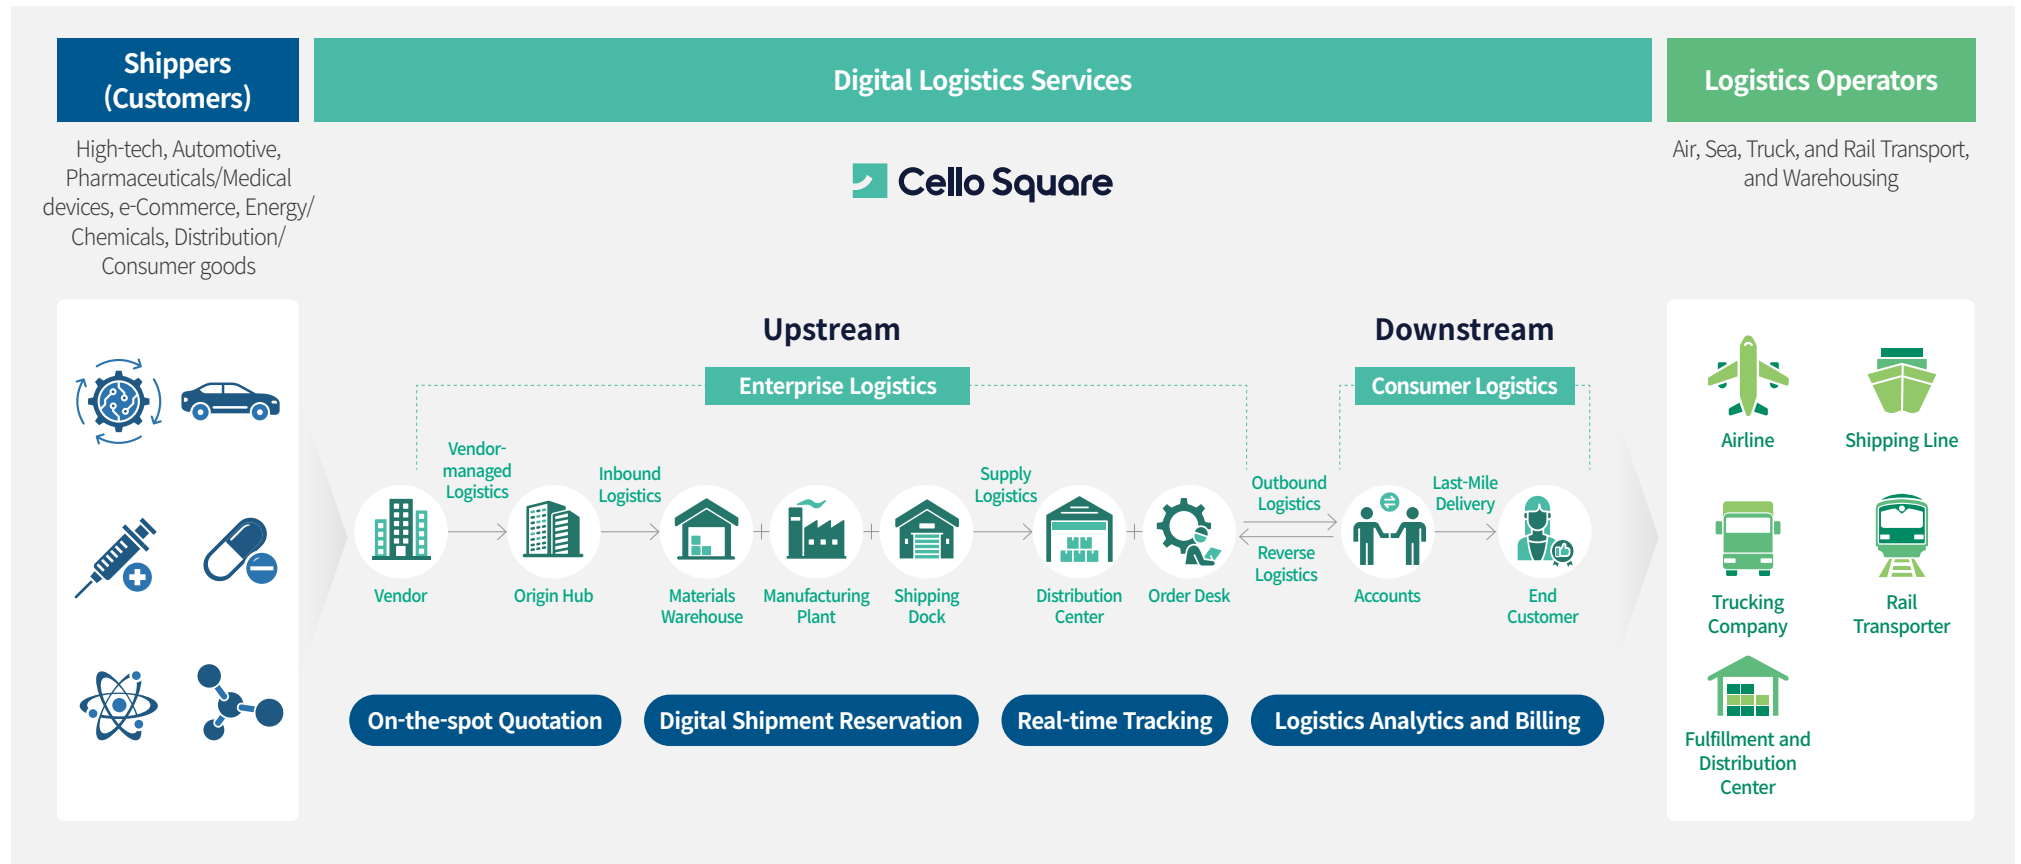 Shippers
(Customers)
High-tech, Automotive,
Pharmaceuticals/Medical
devices, e-Commerce, Energy/
Chemicals, Distribution/
Consumer goods
Digital Logistics Services
Cello Square
Upstream
Enterprise Logistics
Downstream
Consumer Logistics
Vendor-
managed
Logistics
Inbound
Logistics
Supply
Logistics
Outbound
Logistics
Reverse
Logistics
Last-Mile
Delivery
Vendor
Origin Hub
Materials
Warehouse
Manufacturing
Plant
Shipping
Dock
Distribution
Center
Order Desk
Accounts
End
Customer
On-the-spot Quotation
Digital Shipment Reservation
Real-time Tracking
Logistics Analytics and Billing
Logistics Operators
Air, Sea, Truck, and Rail Transport,
and Warehousing
Airline
Shipping Line
Trucking
Company
Rail
Transporter
Fulfillment and
Distribution
Center